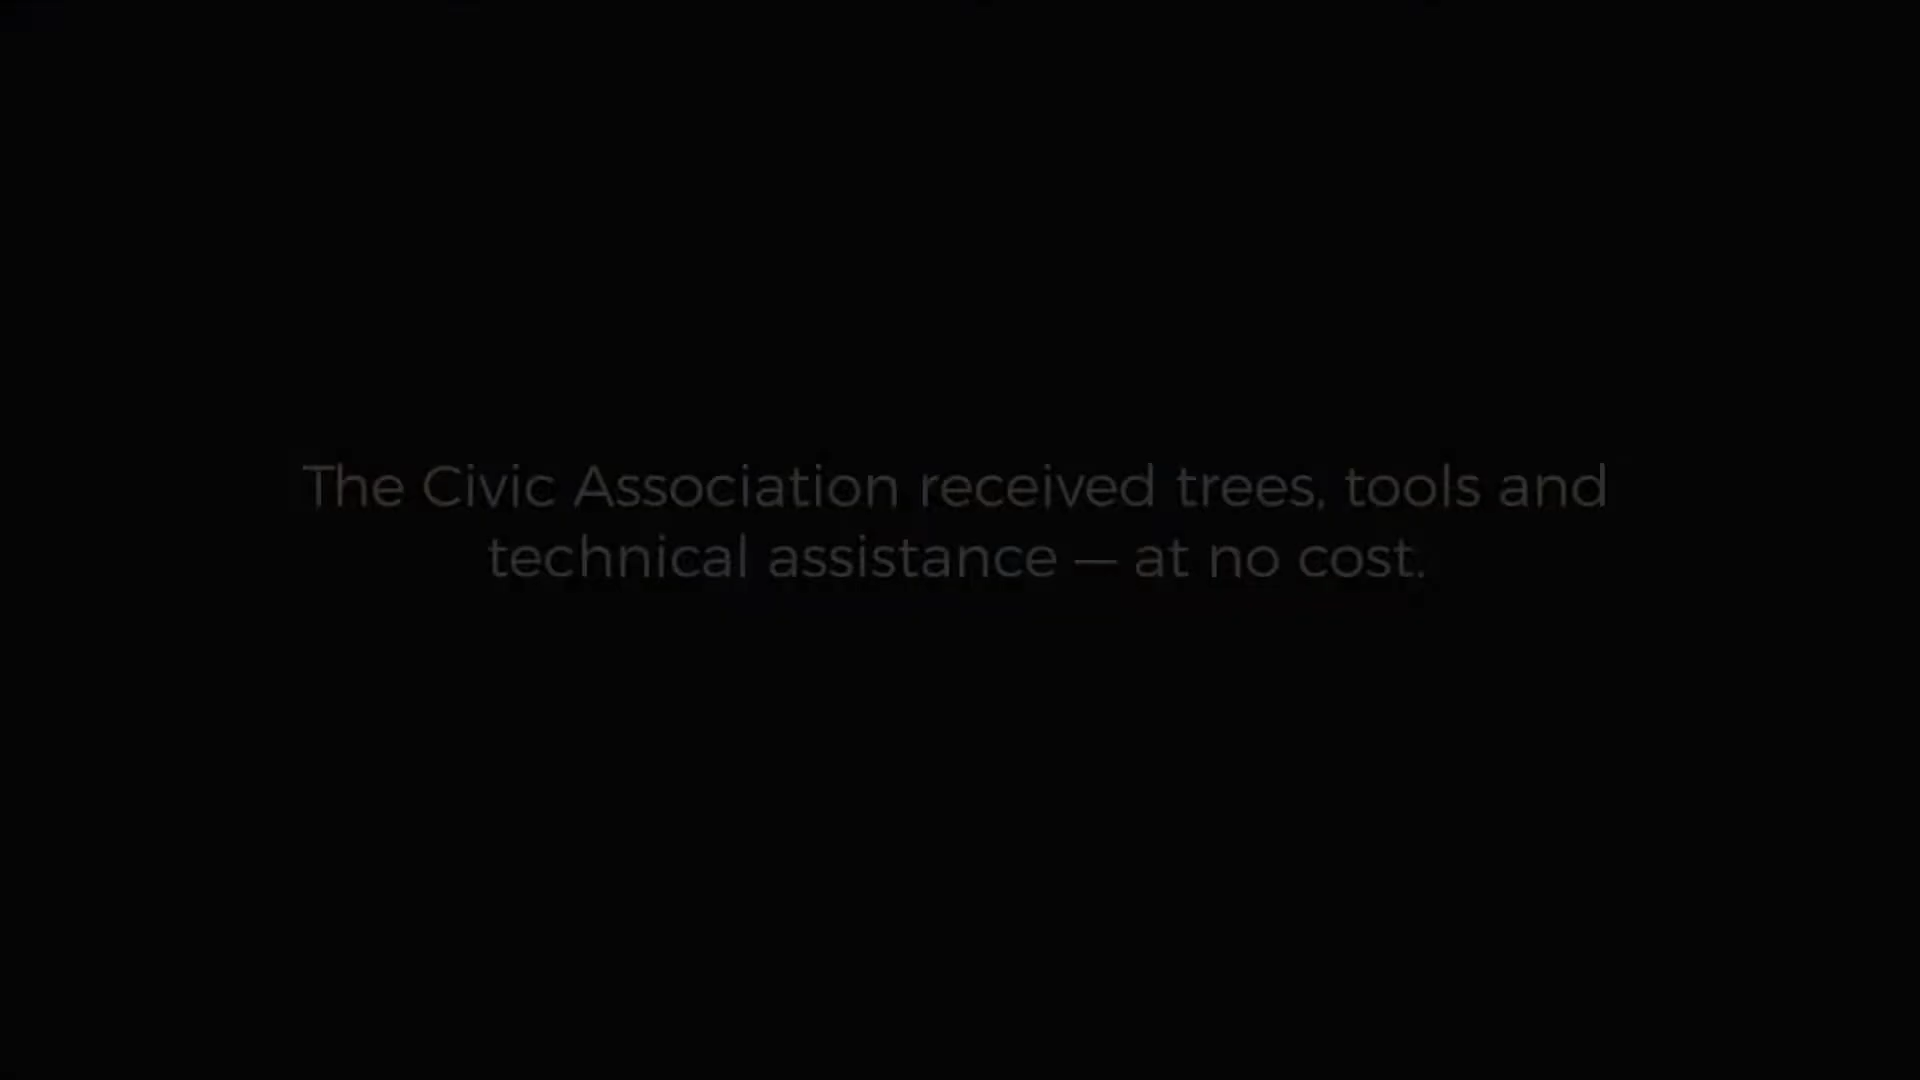 The Civic Association received trees, tools and
technical assistance — at no cost.